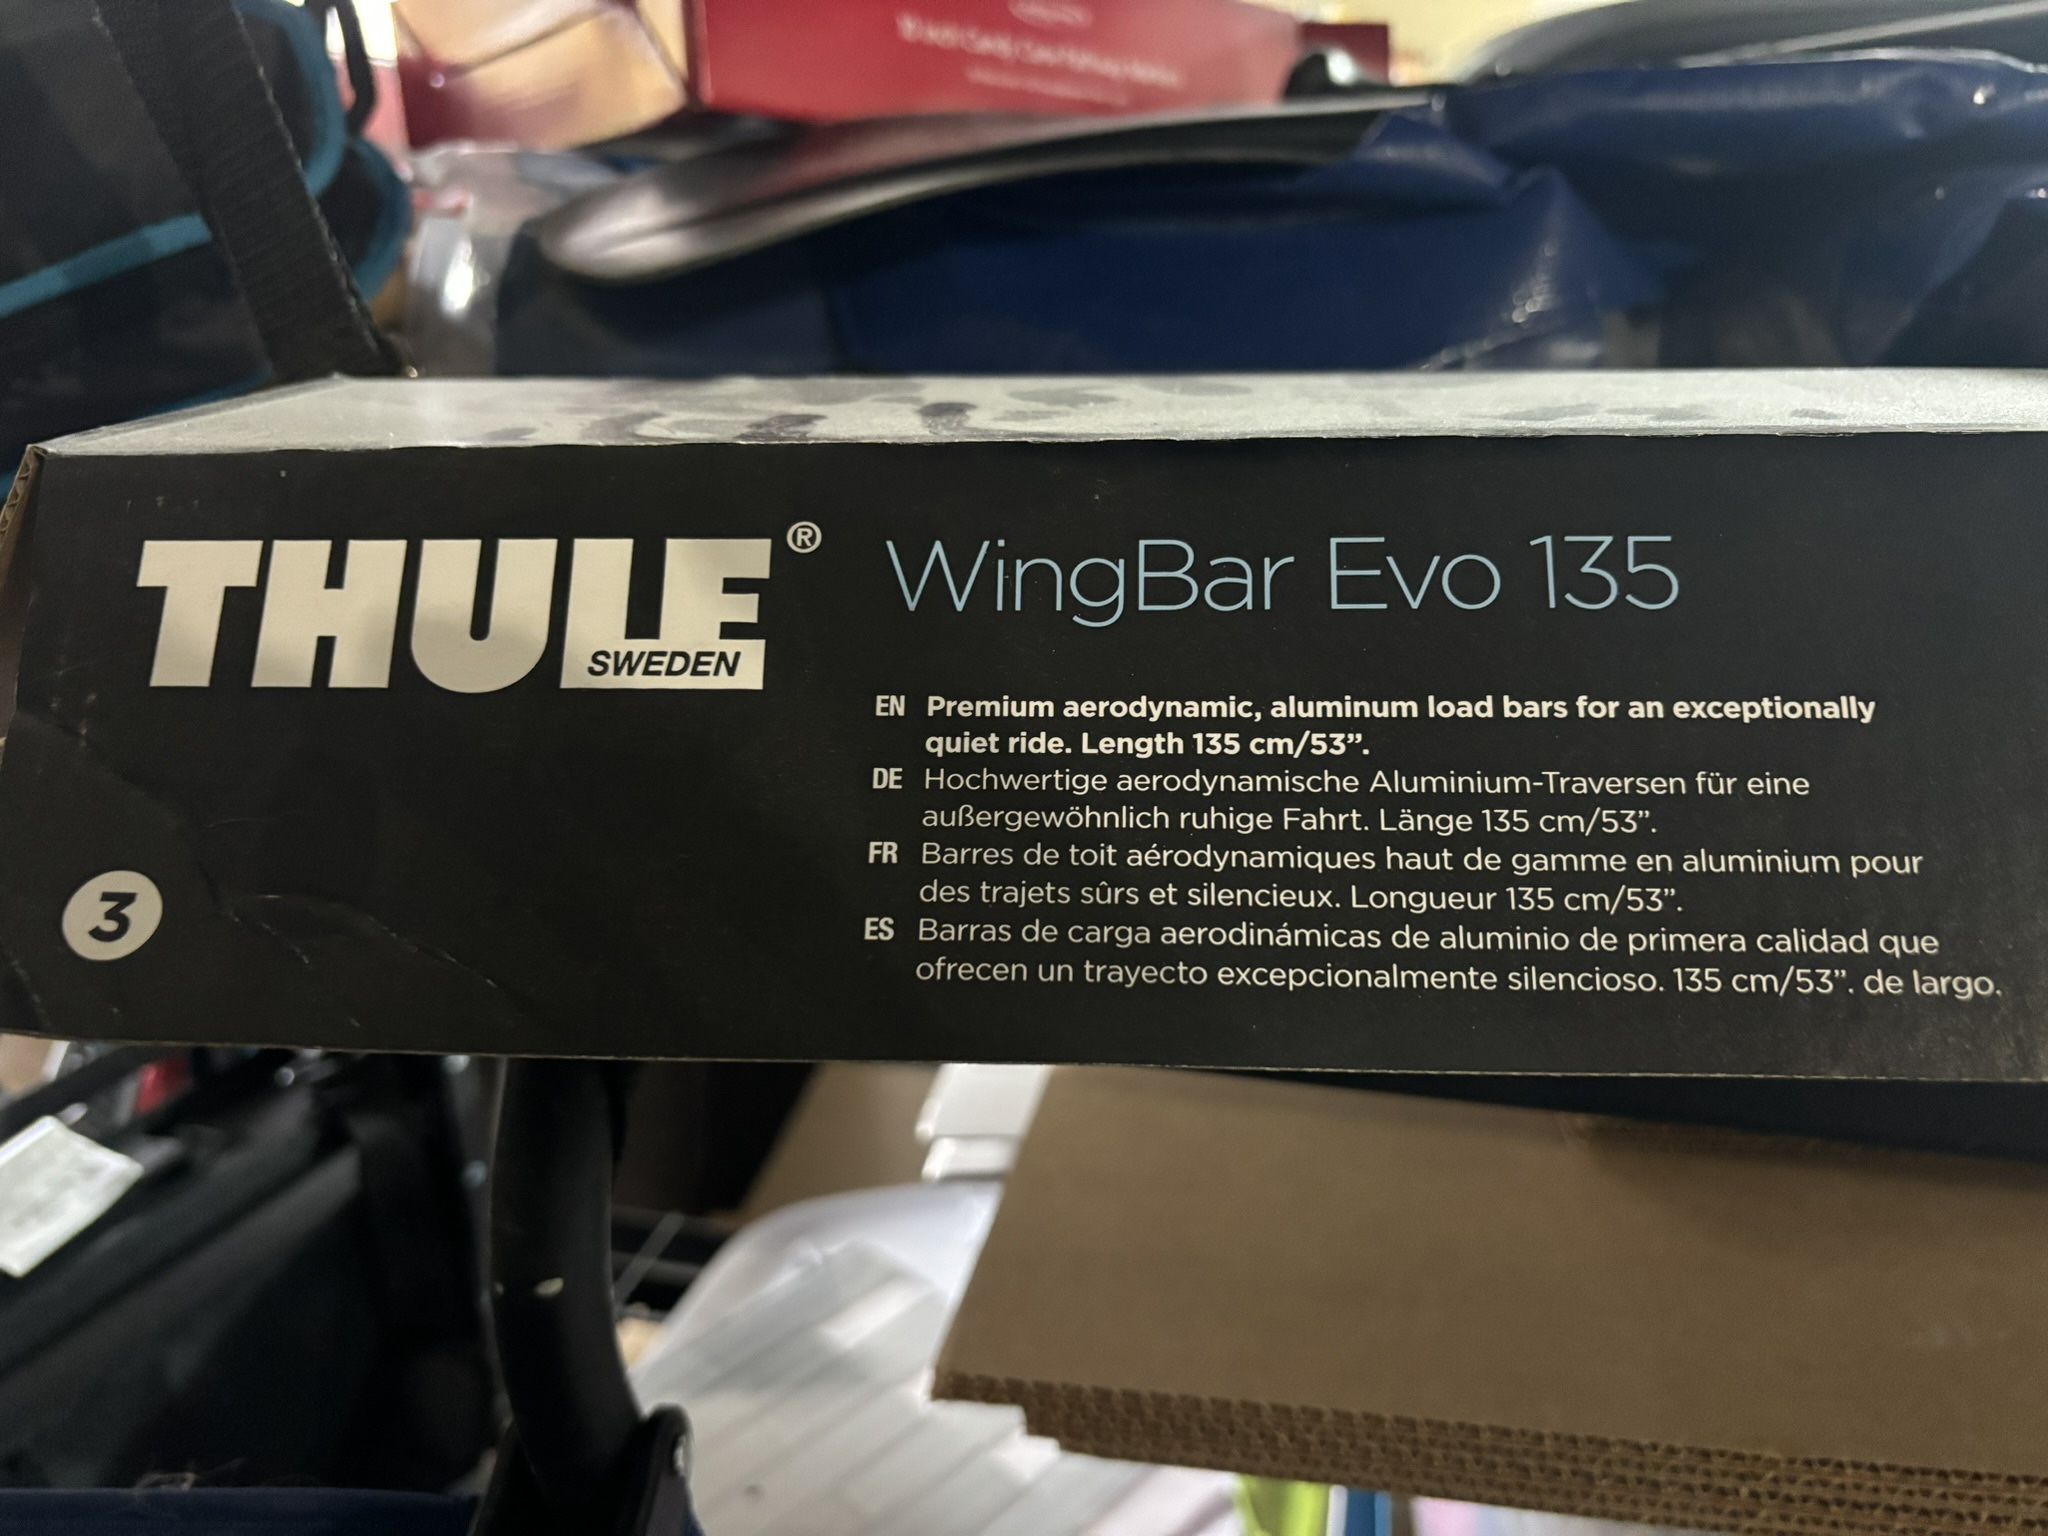 THULE®
SWEDEN
WingBar Evo 135
EN Premium aerodynamic, aluminum load bars for an exceptionally
quiet ride. Length 135 cm/53”.
DE Hochwertige aerodynamische Aluminium-Traversen für eine
außergewöhnlich ruhige Fahrt. Länge 135 cm/53”.
FR Barres de toit aérodynamiques haut de gamme en aluminium pour
des trajets sûrs et silencieux. Longueur 135 cm/53”.
ES Barras de carga aerodinámicas de aluminio de primera calidad que
ofrecen un trayecto excepcionalmente silencioso. 135 cm/53”. de largo.
3